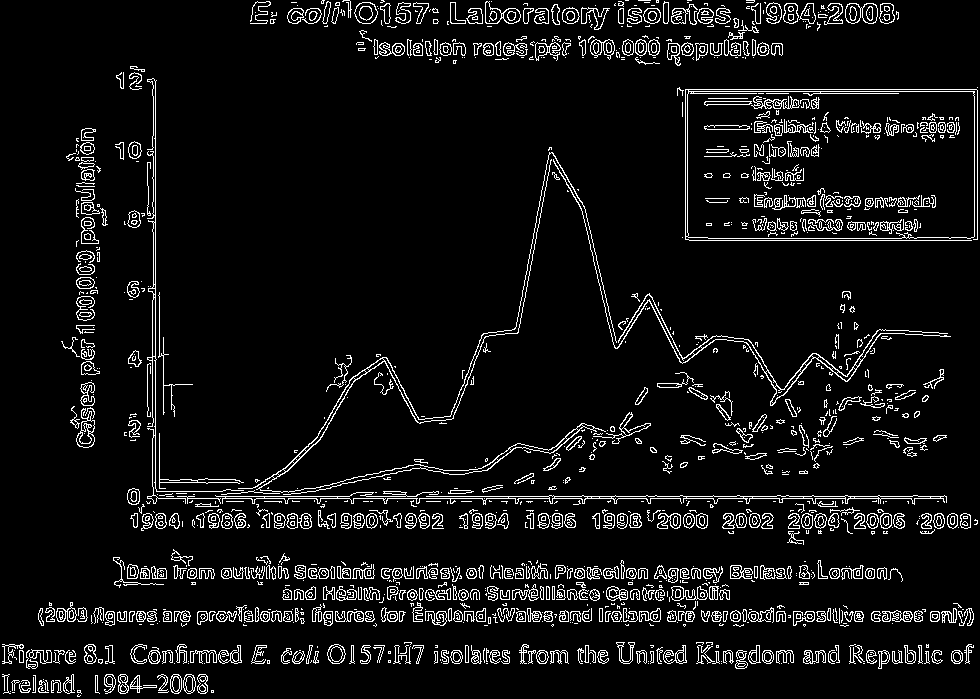 E. coli O157: Laboratory isolates, 1984-2008
Isolation rates per 100,000 population
Cases per 100,000 population
12
10
8
6
4
2
0
Scotland
England & Wales (pre 2000)
N Ireland
Ireland
England (2000 onwards)
Wales (2000 onwards)
1984 1986 1988 1990 1992 1994 1996 1998 2000 2002 2004 2006 2008
Data from outwith Scotland courtesy of Health Protection Agency Belfast & London
and Health Protection Surveillance Centre Dublin
(2008 figures are provisional; figures for England, Wales and Ireland are verotoxin-positive cases only)
Figure 8.1 Confirmed E. coli O157:H7 isolates from the United Kingdom and Republic of
Ireland, 1984–2008.